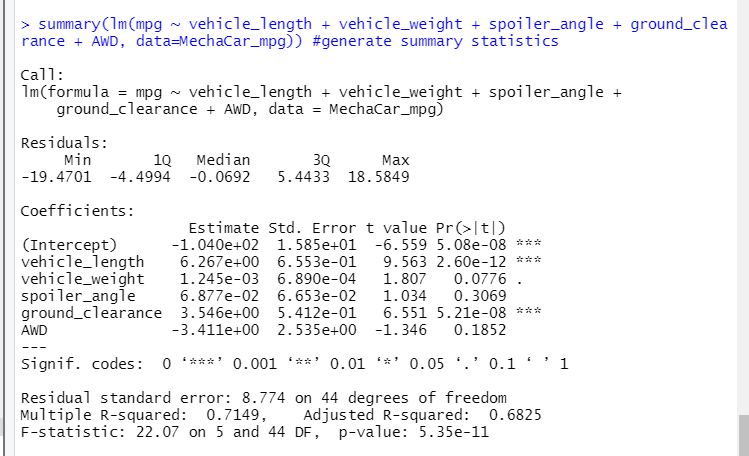 > summary(lm(mpg ~ vehicle_length + vehicle_weight + spoiler_angle + ground_clea
rance + AWD, data=MechaCar_mpg)) #generate summary statistics

Call:
lm(formula = mpg ~ vehicle_length + vehicle_weight + spoiler_angle +
    ground_clearance + AWD, data = MechaCar_mpg)

Residuals:
     Min       1Q   Median       3Q      Max
-19.4701  -4.4994  -0.0692   5.4433  18.5849

Coefficients:
                   Estimate Std. Error t value Pr(>|t|)
(Intercept)      -1.040e+02  1.585e+01  -6.559 5.08e-08 ***
vehicle_length    6.267e+00  6.553e-01   9.563 2.60e-12 ***
vehicle_weight    1.245e-03  6.890e-04   1.807   0.0776 .
spoiler_angle     6.877e-02  6.653e-02   1.034   0.3069
ground_clearance  3.546e+00  5.412e-01   6.551 5.21e-08 ***
AWD              -3.411e+00  2.535e+00  -1.346   0.1852
---
Signif. codes:  0 ‘***’ 0.001 ‘**’ 0.01 ‘*’ 0.05 ‘.’ 0.1 ‘ ’ 1

Residual standard error: 8.774 on 44 degrees of freedom
Multiple R-squared:  0.7149,    Adjusted R-squared:  0.6825
F-statistic: 22.07 on 5 and 44 DF,  p-value: 5.35e-11